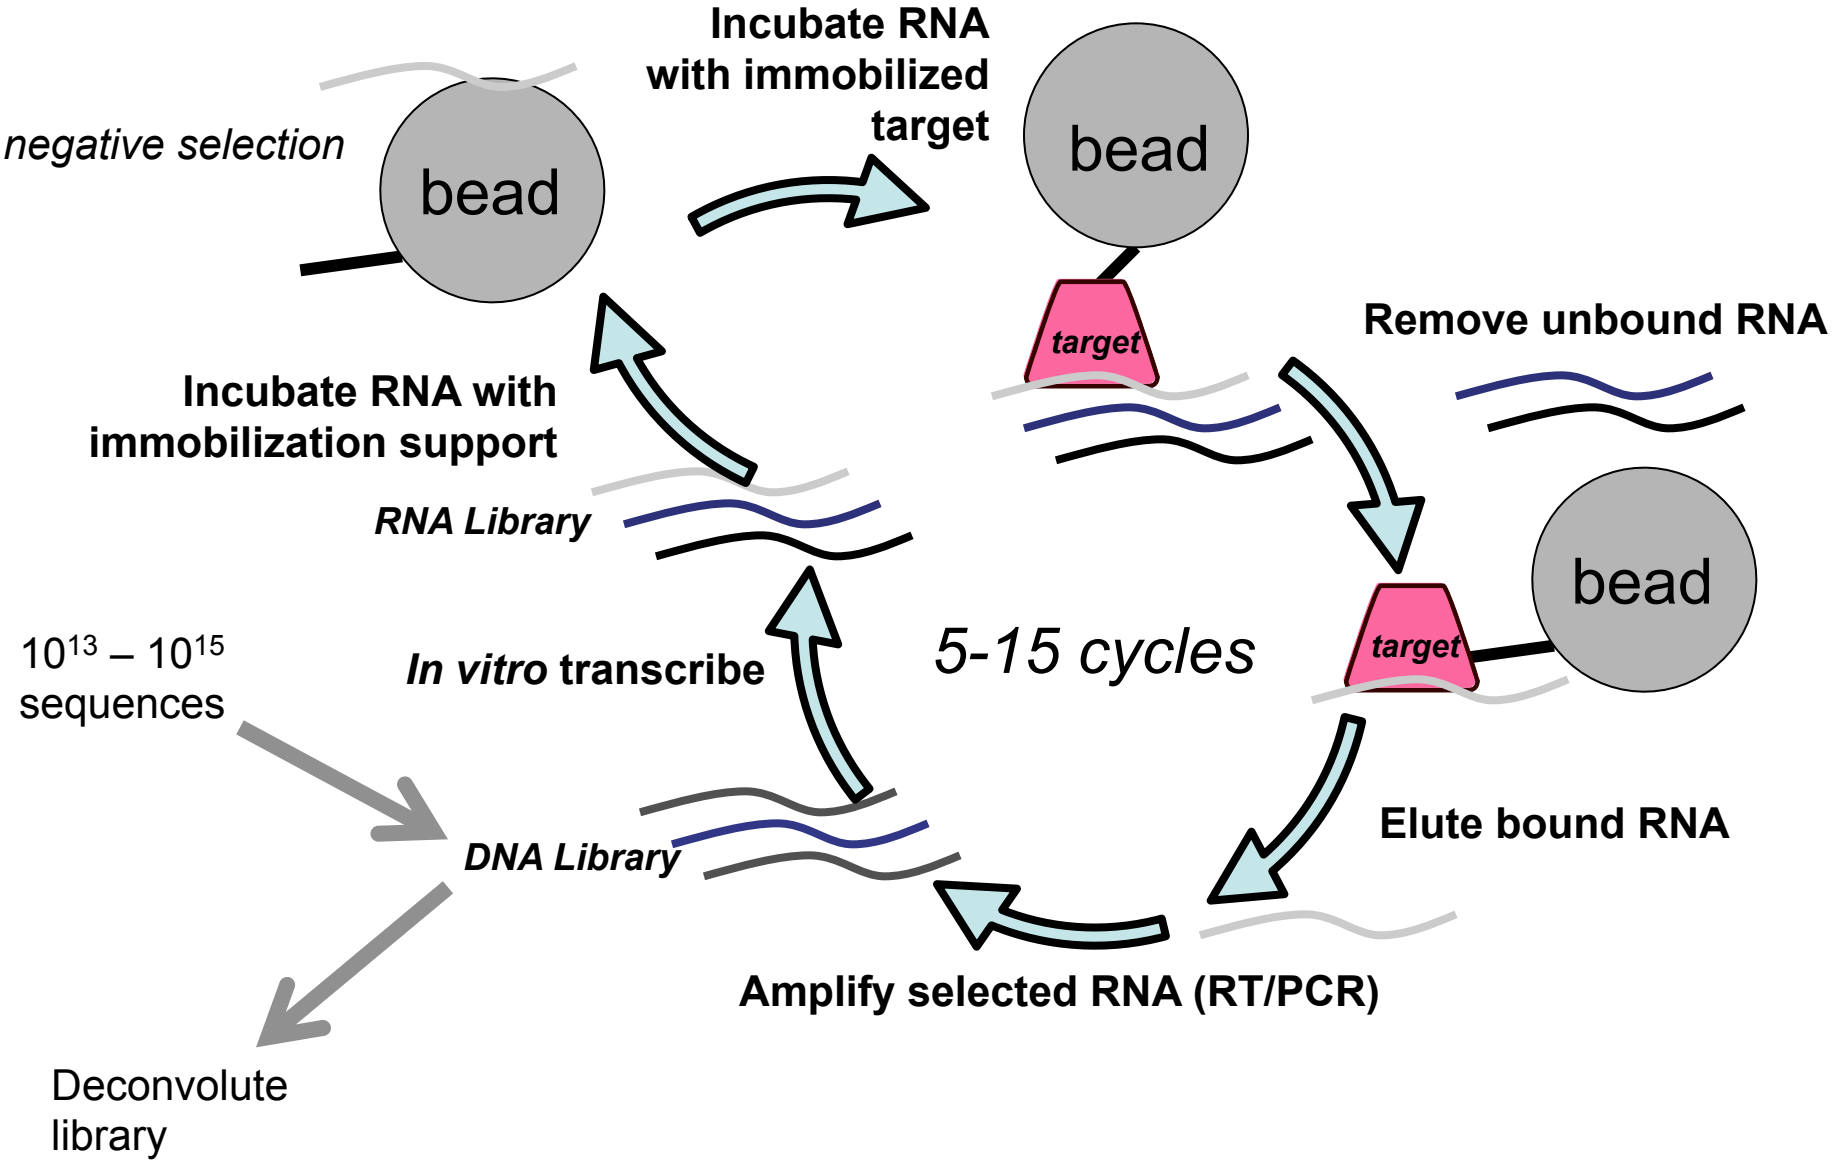 Incubate RNA
with immobilized
target
bead
negative selection
bead
target
Remove unbound RNA
Incubate RNA with
immobilization support
RNA Library
bead
target
5-15 cycles
In vitro transcribe
10¹³ – 10¹⁵
sequences
DNA Library
Elute bound RNA
Amplify selected RNA (RT/PCR)
Deconvolute
library